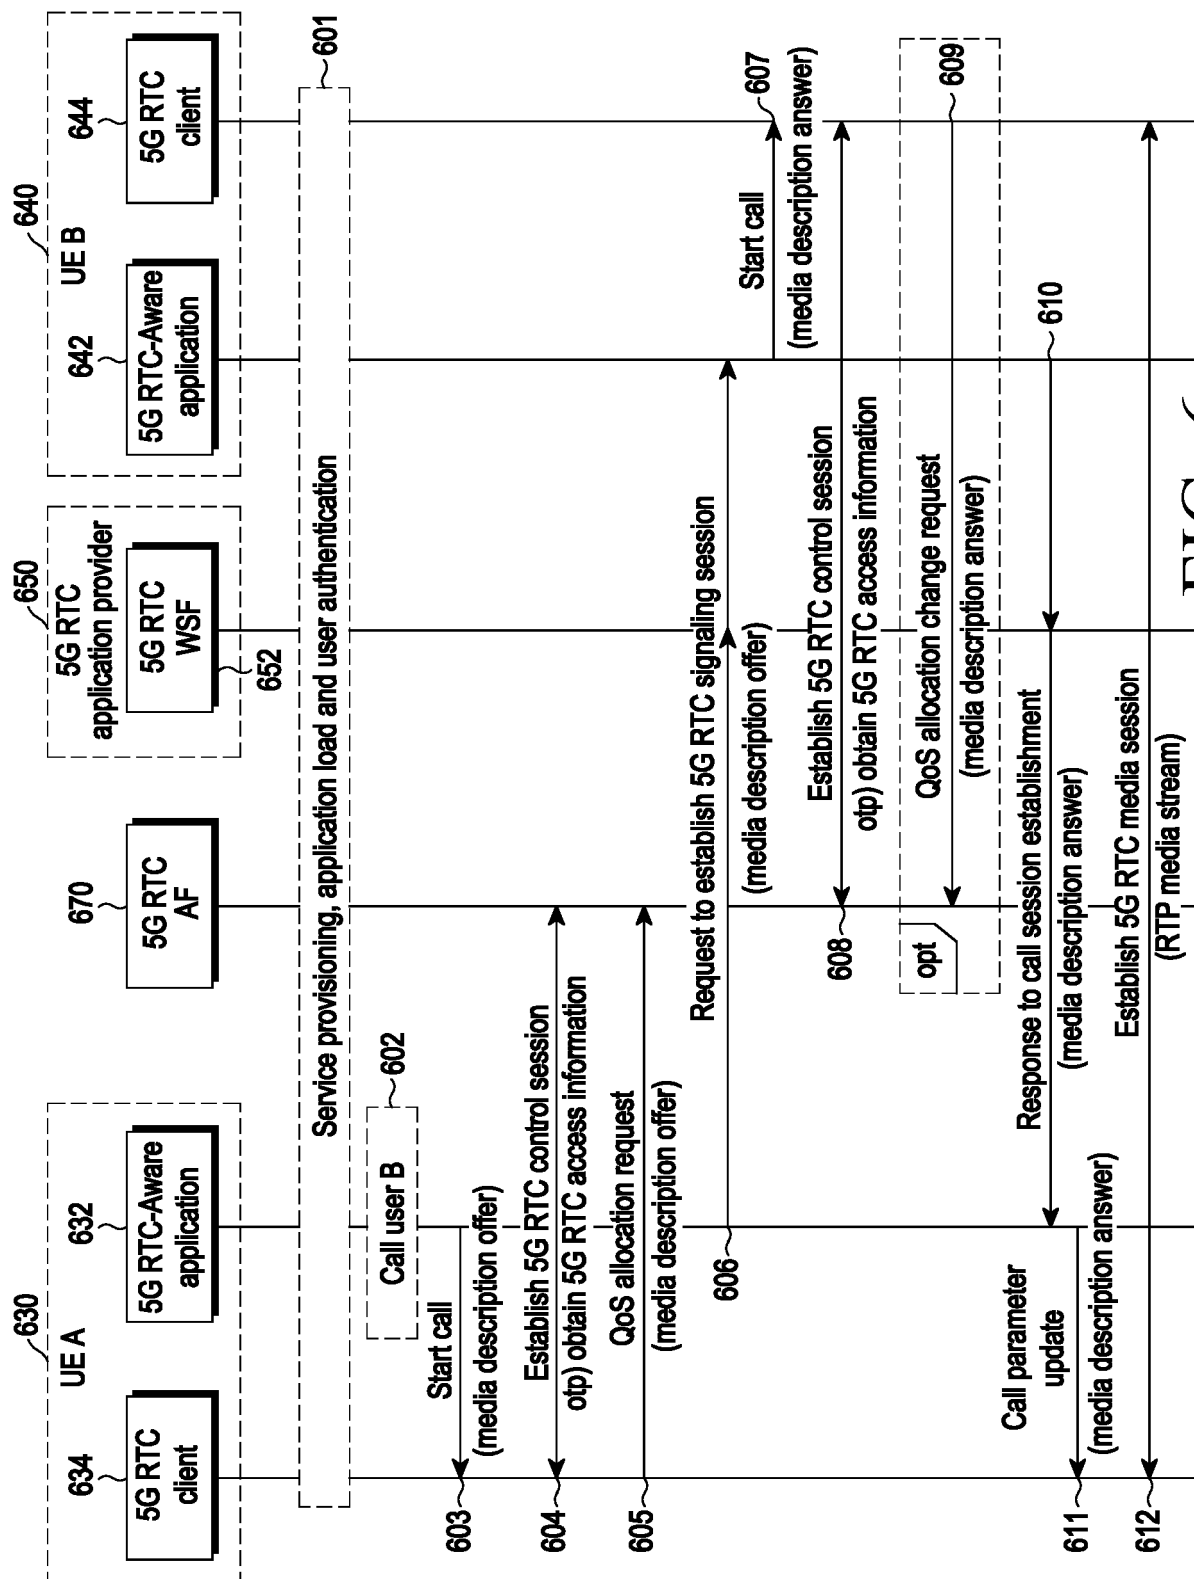 630
UE A
634
5G RTC
client
632
5G RTC-Aware
application
670
5G RTC
AF
650
5G RTC
application provider
5G RTC
WSF
652
640
UE B
642
5G RTC-Aware
application
644
5G RTC
client
Service provisioning, application load and user authentication
601
Call user B
602
Start call
(media description offer)
603
Establish 5G RTC control session
otp) obtain 5G RTC access information
604
QoS allocation request
(media description offer)
605
Request to establish 5G RTC signaling session
(media description offer)
606
Start call
(media description answer)
607
Establish 5G RTC control session
otp) obtain 5G RTC access information
608
opt
QoS allocation change request
(media description answer)
609
Response to call session establishment
(media description answer)
610
Call parameter
update
(media description answer)
611
Establish 5G RTC media session
(RTP media stream)
612